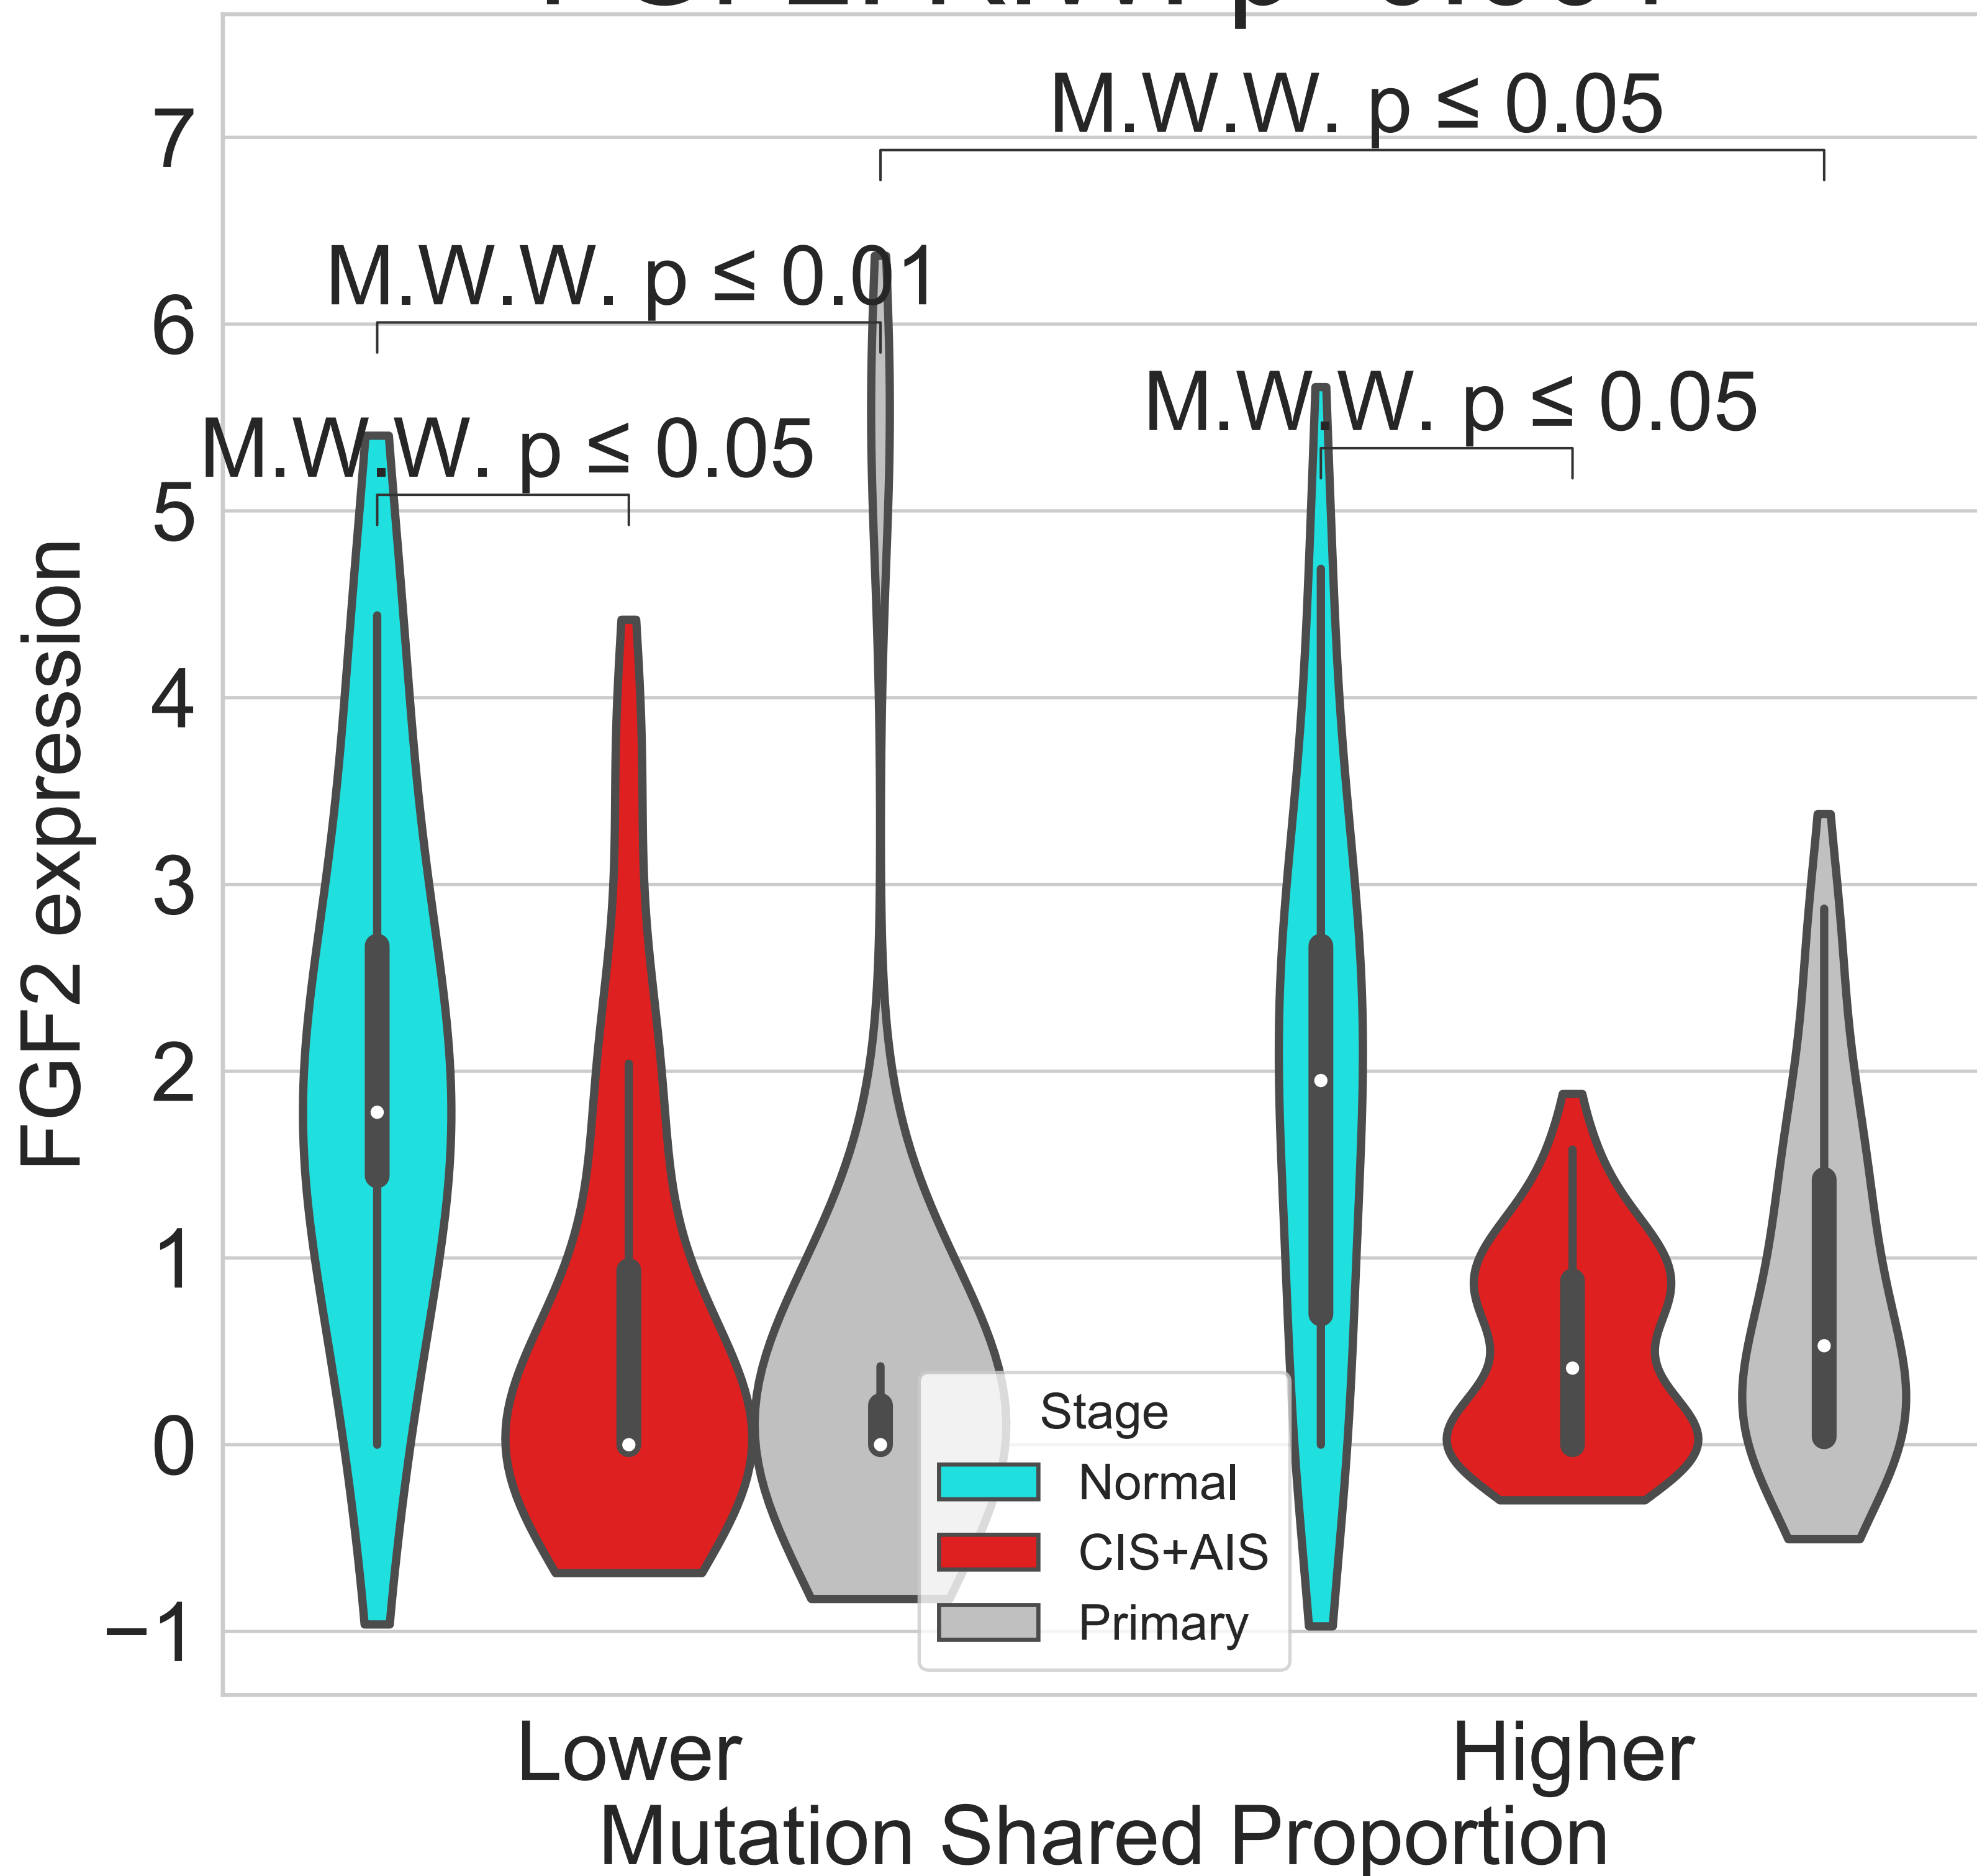 M.W.W. p ≤ 0.05
7
M.W.W. p ≤ 0.01
6
M.W.W. p ≤ 0.05
M.W.W. p ≤ 0.05
5
4
3
2
1
0
−1
FGF2 expression
Stage
Normal
CIS+AIS
Primary
Lower
Higher
Mutation Shared Proportion